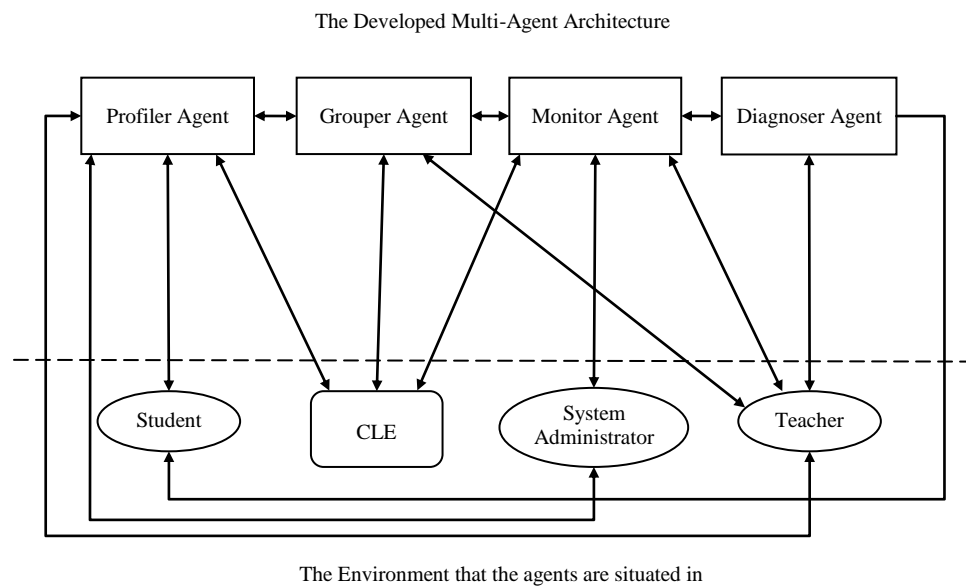 The Developed Multi-Agent Architecture
Profiler Agent
Grouper Agent
Monitor Agent
Diagnoser Agent
Student
CLE
System
Administrator
Teacher
The Environment that the agents are situated in